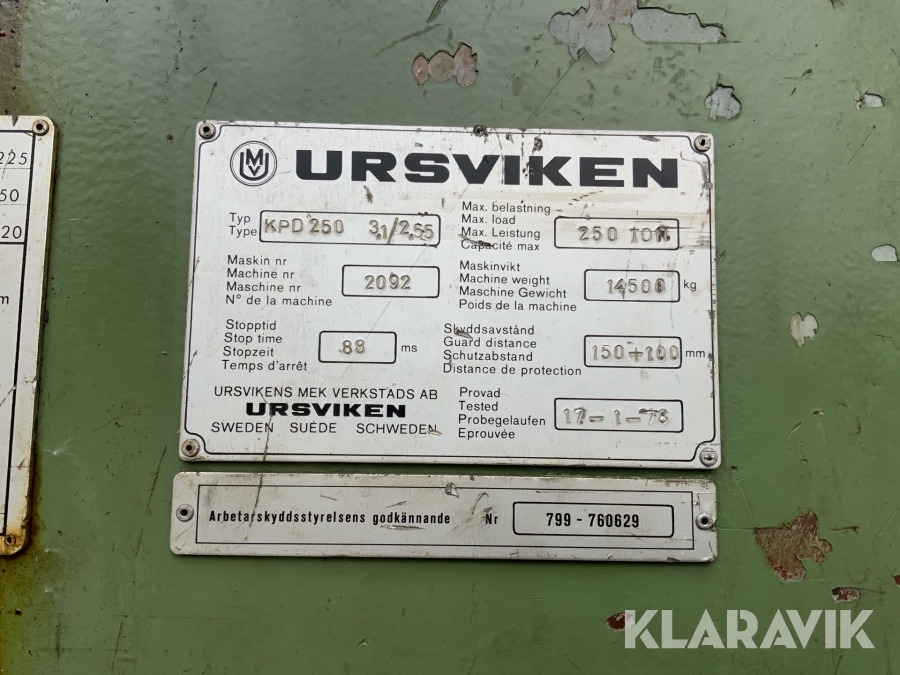 225
50
20
m
UMV URSVIKEN
Typ
Type KPD 250 3,1/2,55
Max. belastning
Max. load
Max. Leistung
Capacité max 250 TON
Maskin nr
Machine nr
Maschine nr
N° de la machine 2092
Maskinvikt
Machine weight
Maschine Gewicht
Poids de la machine 14500 kg
Stopptid
Stop time
Stopzeit
Temps d'arrêt 88 ms
Skyddsavstånd
Guard distance
Schutzabstand
Distance de protection 150+100 mm
URSVIKENS MEK VERKSTADS AB
URSVIKEN
SWEDEN SUÈDE SCHWEDEN
Provad
Tested
Probegelaufen
Eprouvée 17-1-78
Arbetarskyddsstyrelsens godkännande Nr 799-760629
KLARAVIK